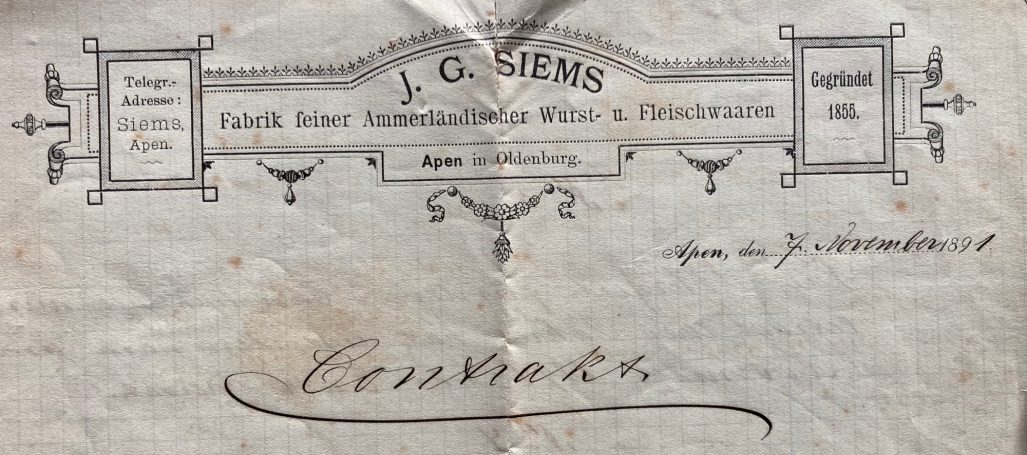 J. G. SIEMS
Telegr.-
Adresse:
Siems,
Apen.
Fabrik feiner Ammerländischer Wurst- u. Fleischwaaren
Apen in Oldenburg.
Gegründet
1855.
Apen, den 7. November 1891
Contrakt